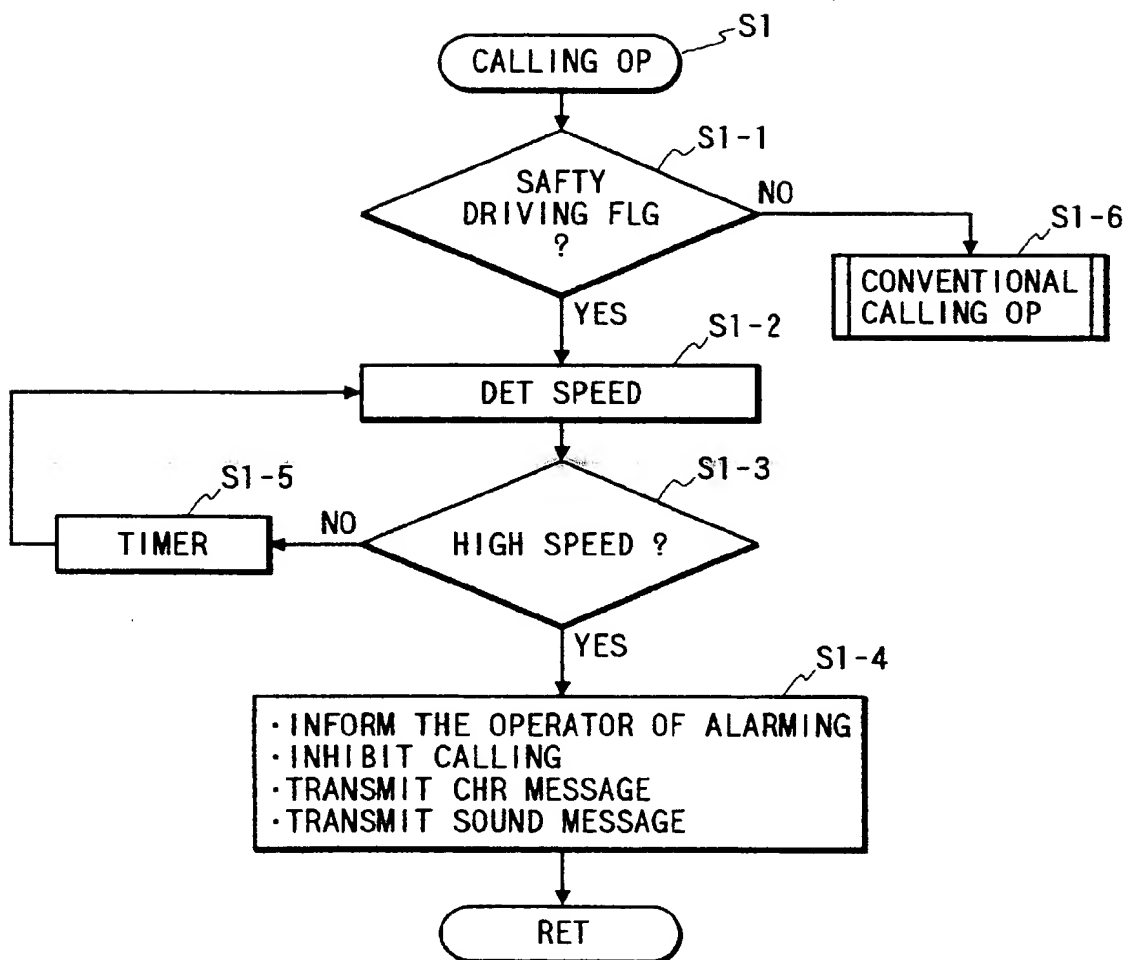 CALLING OP
S1
SAFTY
DRIVING FLG
?
S1-1
NO
S1-6
CONVENTIONAL
CALLING OP
YES
S1-2
DET SPEED
S1-3
HIGH SPEED ?
NO
S1-5
TIMER
YES
S1-4
·INFORM THE OPERATOR OF ALARMING
·INHIBIT CALLING
·TRANSMIT CHR MESSAGE
·TRANSMIT SOUND MESSAGE
RET